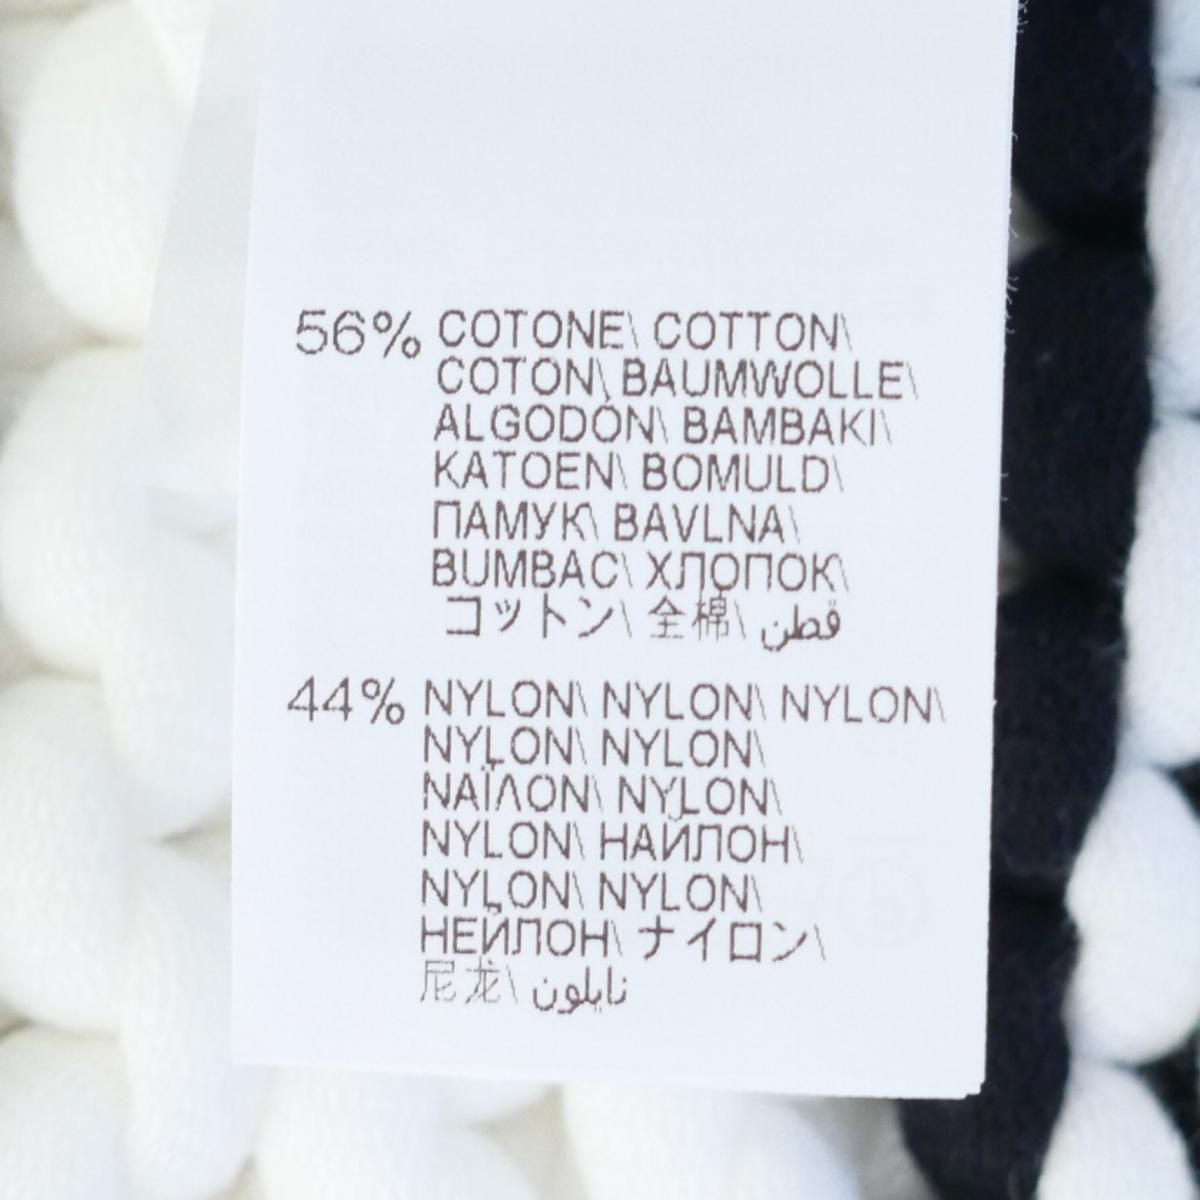 56% COTONE\ COTTON\
COTON\ BAUMWOLLE\
ALGODÓN\ BAMBAKI\
KATOEN\ BOMULD\
ПАМУК\ BAVLNA\
BUMBAC\ ХЛОПОК\
コットン\ 全棉\ قطن
44% NYLON\ NYLON\ NYLON\
NYLON\ NYLON\
ΝΑΪΛΟΝ\ NYLON\
NYLON\ НАЙЛОН\
NYLON\ NYLON\
НЕЙЛОН\ ナイロン\
尼龙\ نايلون